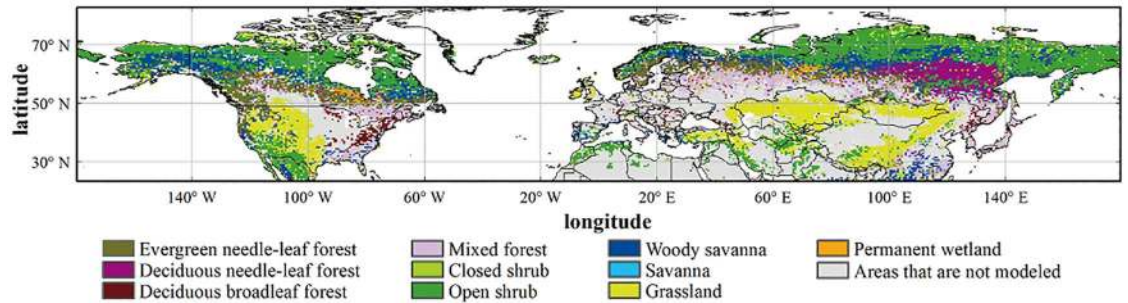 latitude
70° N
50° N
30° N
140° W
100° W
60° W
20° W
20° E
60° E
100° E
140° E
longitude
Evergreen needle-leaf forest
Mixed forest
Woody savanna
Permanent wetland
Deciduous needle-leaf forest
Closed shrub
Savanna
Areas that are not modeled
Deciduous broadleaf forest
Open shrub
Grassland